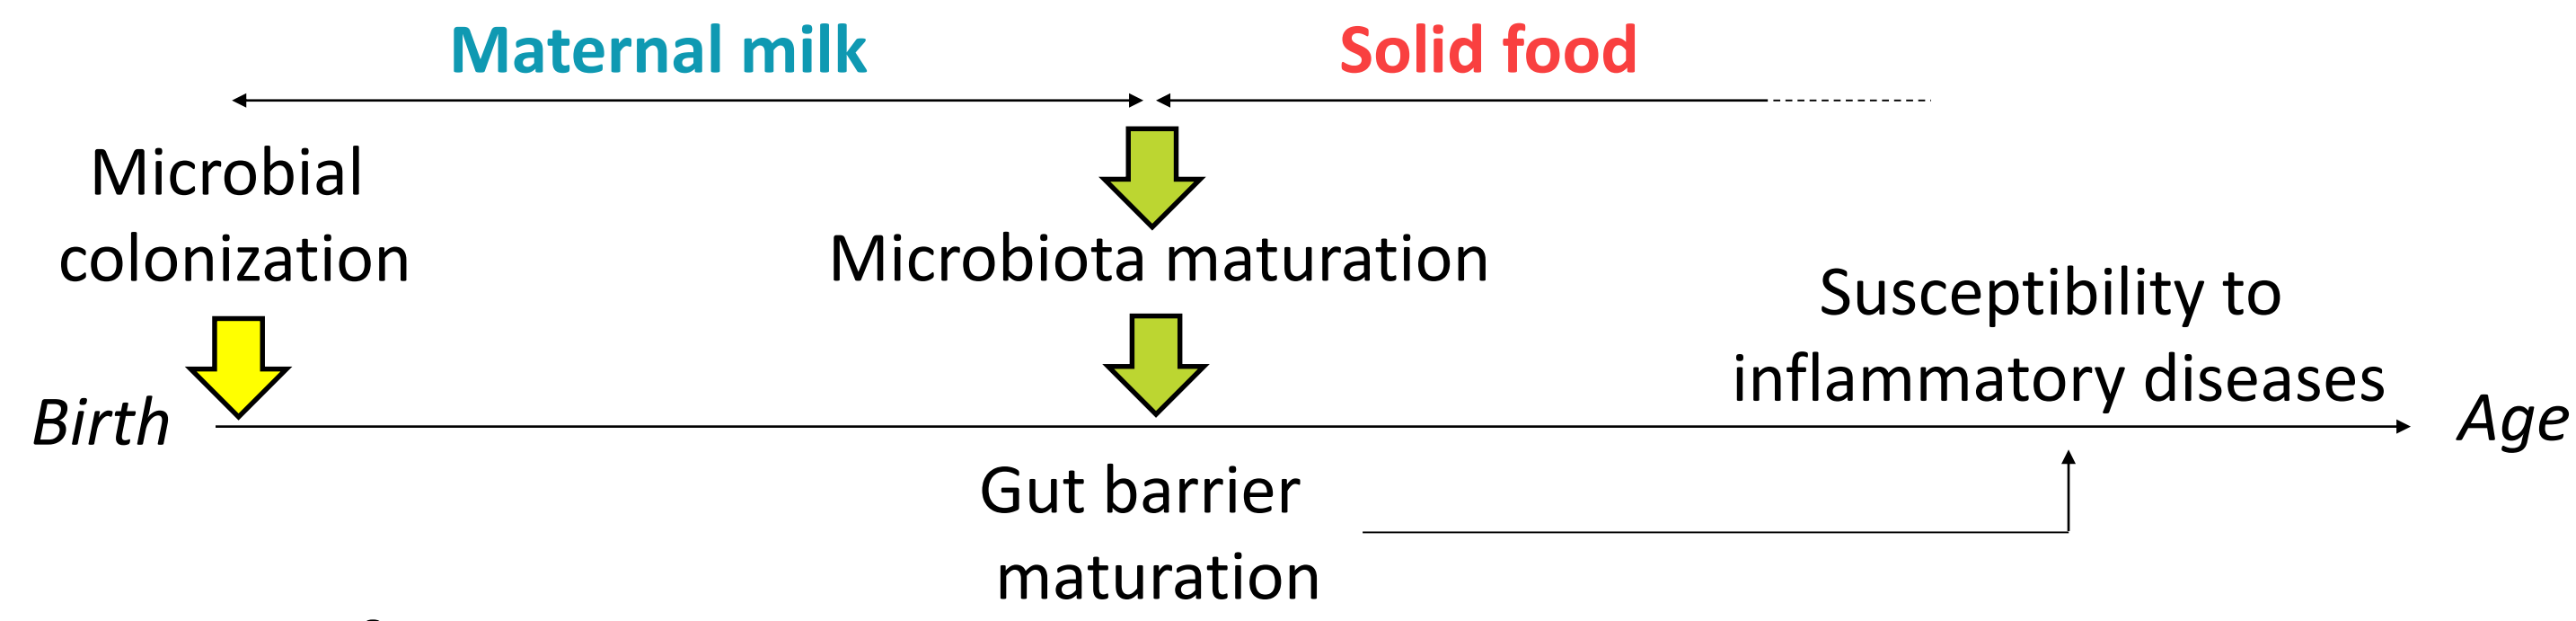 Maternal milk
Solid food
Microbial
colonization
Microbiota maturation
Susceptibility to
inflammatory diseases
Birth
Age
Gut barrier
maturation